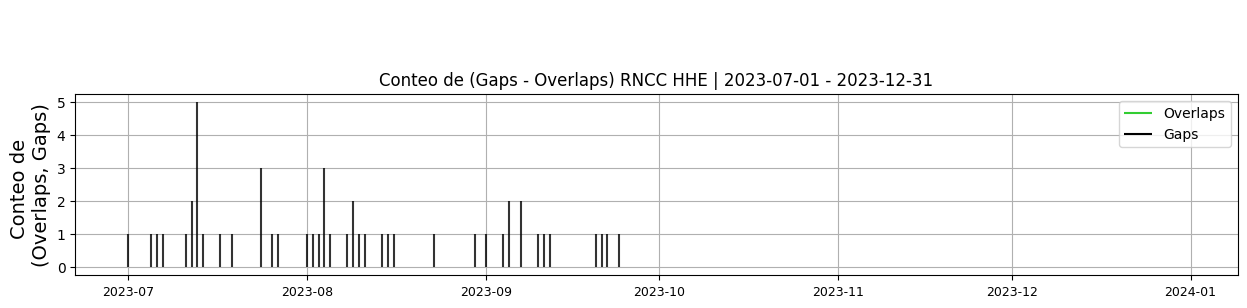 Conteo de (Gaps - Overlaps) RNCC HHE | 2023-07-01 - 2023-12-31
Conteo de
(Overlaps, Gaps)
5
4
3
2
1
0
Overlaps
Gaps
2023-07
2023-08
2023-09
2023-10
2023-11
2023-12
2024-01